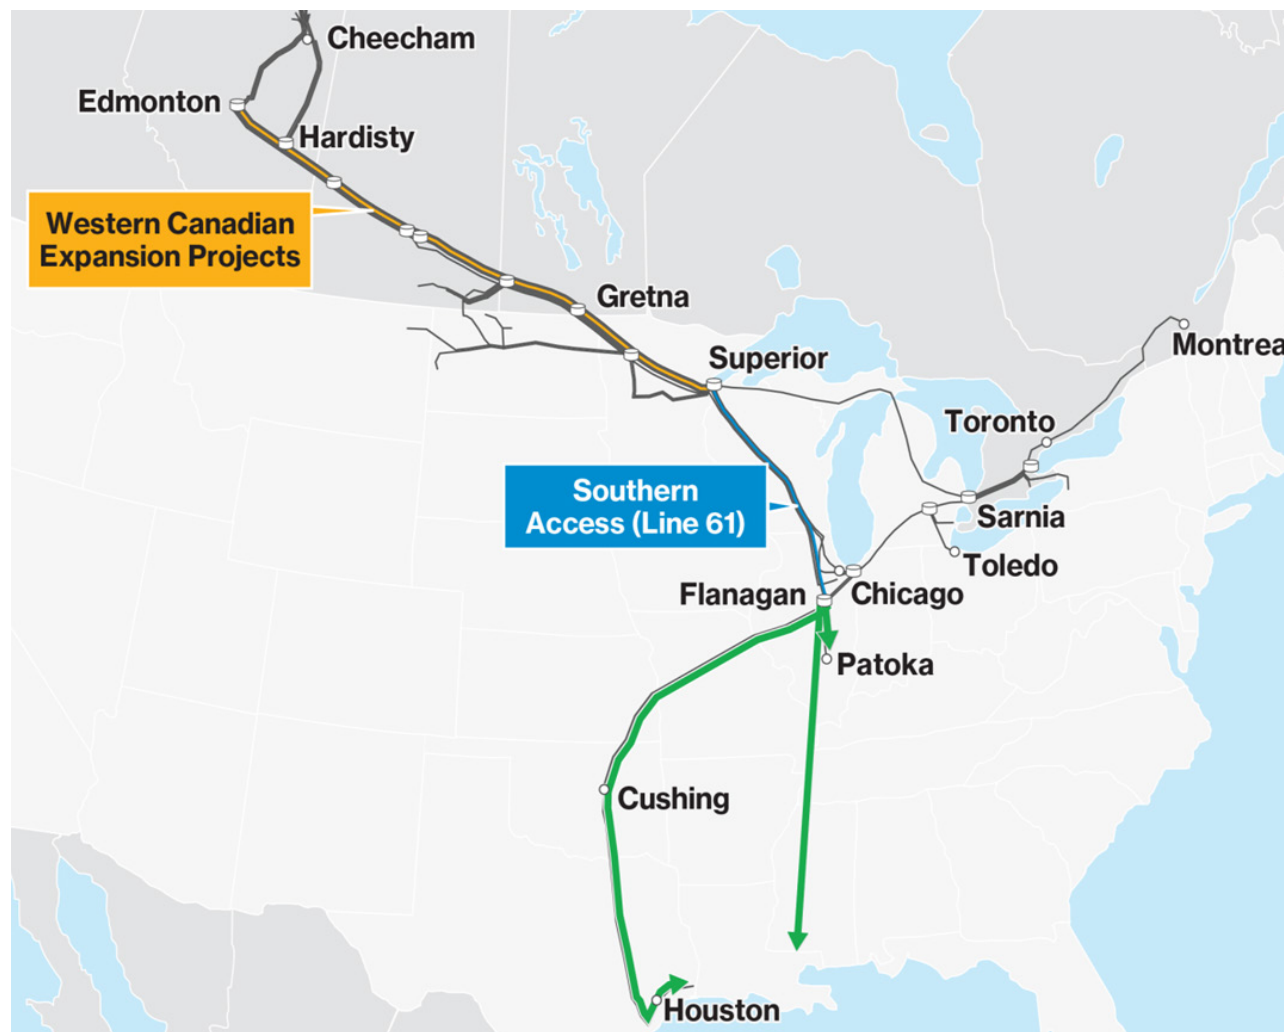 Cheecham
Edmonton
Hardisty
Western Canadian
Expansion Projects
Gretna
Superior
Montrea
Toronto
Southern
Access (Line 61)
Sarnia
Toledo
Flanagan
Chicago
Patoka
Cushing
Houston